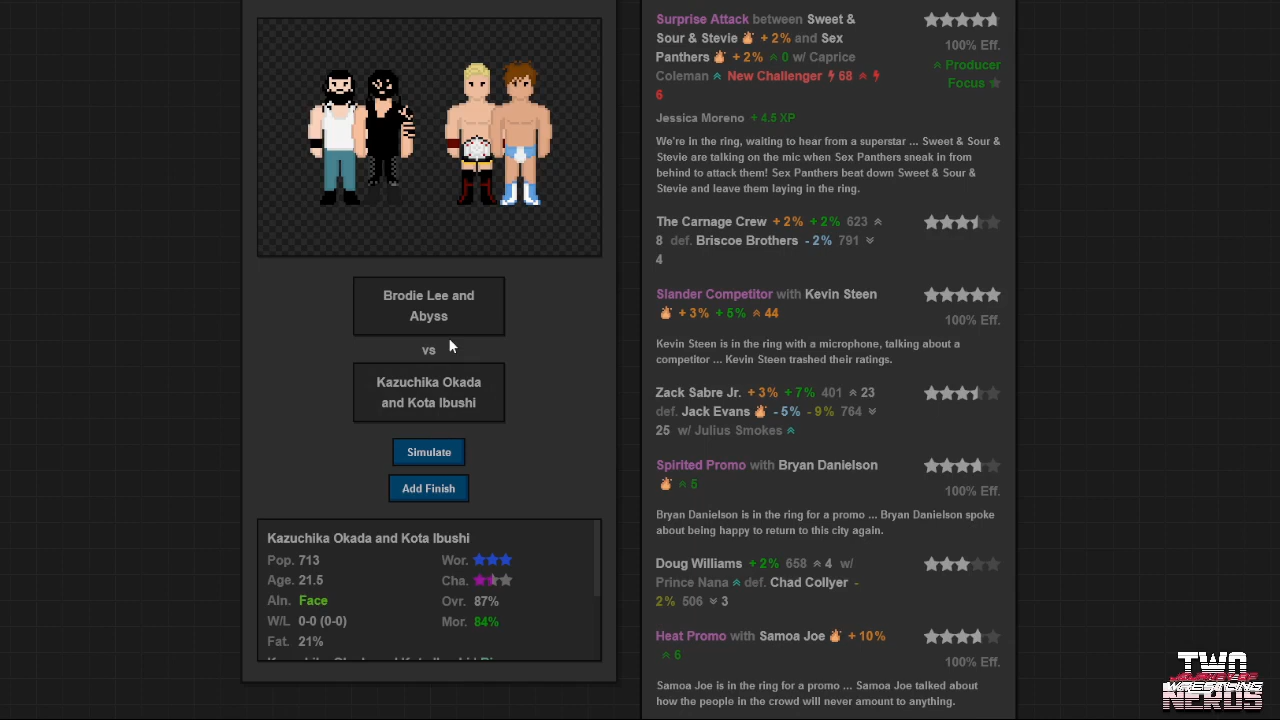 Brodie Lee and
Abyss
vs
Kazuchika Okada
and Kota Ibushi
Simulate
Add Finish
Kazuchika Okada and Kota Ibushi
Pop. 713
Wor.
Age. 21.5
Cha.
Aln. Face
Ovr. 87%
W/L 0-0 (0-0)
Mor. 84%
Fat. 21%
Surprise Attack between Sweet &
Sour & Stevie + 2% and Sex
Panthers + 2% 0 w/ Caprice
Coleman New Challenger 68
6
100% Eff.
Producer
Focus
Jessica Moreno + 4.5 XP
We're in the ring, waiting to hear from a superstar ... Sweet & Sour &
Stevie are talking on the mic when Sex Panthers sneak in from
behind to attack them! Sex Panthers beat down Sweet & Sour &
Stevie and leave them laying in the ring.
The Carnage Crew + 2% + 2% 623
8 def. Briscoe Brothers - 2% 791
4
Slander Competitor with Kevin Steen
+ 3% + 5% 44
100% Eff.
Kevin Steen is in the ring with a microphone, talking about a
competitor ... Kevin Steen trashed their ratings.
Zack Sabre Jr. + 3% + 7% 401 23
def. Jack Evans - 5% - 9% 764
25 w/ Julius Smokes
Spirited Promo with Bryan Danielson
5
100% Eff.
Bryan Danielson is in the ring for a promo ... Bryan Danielson spoke
about being happy to return to this city again.
Doug Williams + 2% 658 4 w/
Prince Nana def. Chad Collyer -
2% 506 3
Heat Promo with Samoa Joe + 10%
6
100% Eff.
Samoa Joe is in the ring for a promo ... Samoa Joe talked about
how the people in the crowd will never amount to anything.
TWO
WRESTLING
NERDS